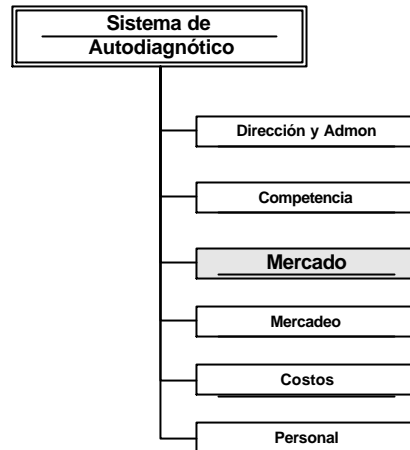 Sistema de
Autodiagnótico
Dirección y Admon
Competencia
Mercado
Mercadeo
Costos
Personal